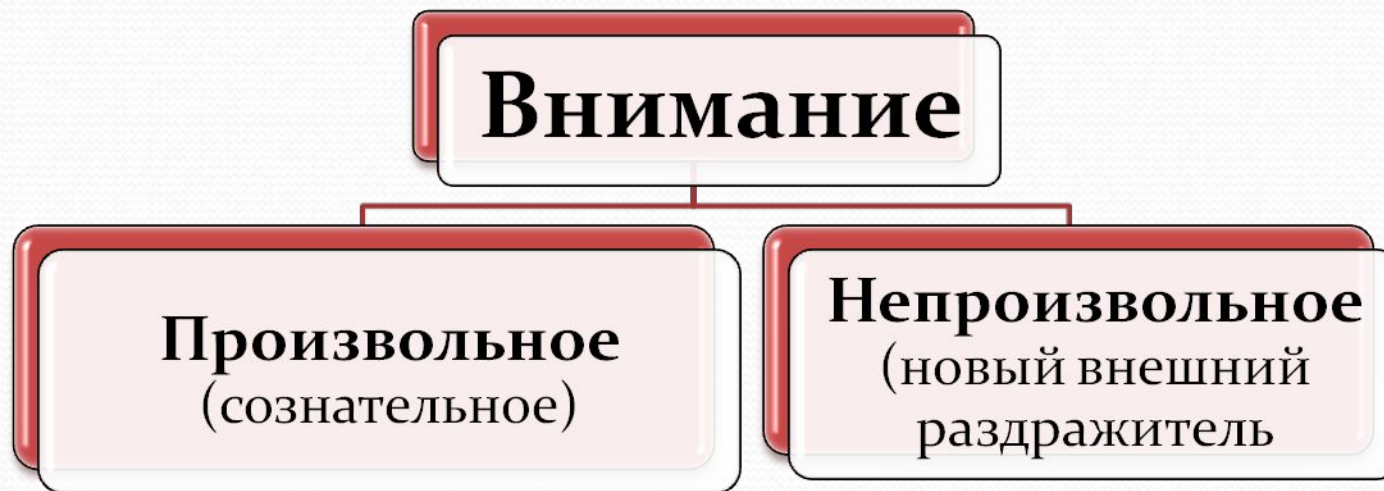 Внимание
Произвольное
(сознательное)
Непроизвольное
(новый внешний
раздражитель